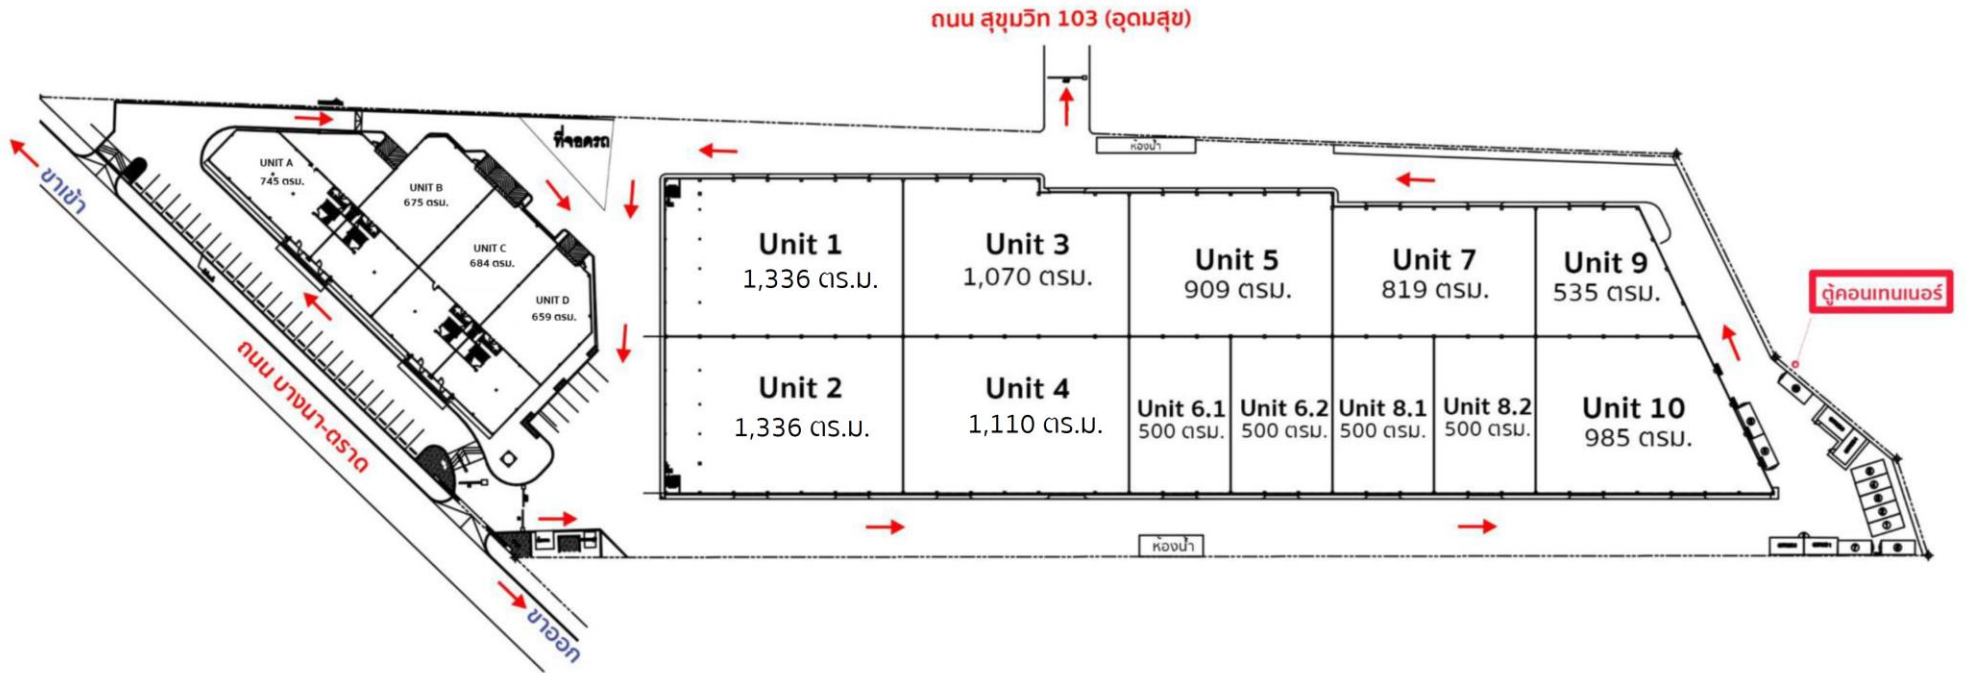 ถนน สุขุมวิท 103 (อุดมสุข)
ที่จอดรถ
ห้องน้ำ
ขาเข้า
UNIT A
745 ตรม.
UNIT B
675 ตรม.
UNIT C
684 ตรม.
UNIT D
659 ตรม.
ถนน บางนา-ตราด
Unit 1
1,336 ตร.ม.
Unit 3
1,070 ตรม.
Unit 5
909 ตรม.
Unit 7
819 ตรม.
Unit 9
535 ตรม.
ตู้คอนเทนเนอร์
Unit 2
1,336 ตร.ม.
Unit 4
1,110 ตร.ม.
Unit 6.1
500 ตรม.
Unit 6.2
500 ตรม.
Unit 8.1
500 ตรม.
Unit 8.2
500 ตรม.
Unit 10
985 ตรม.
ห้องน้ำ
ขาออก